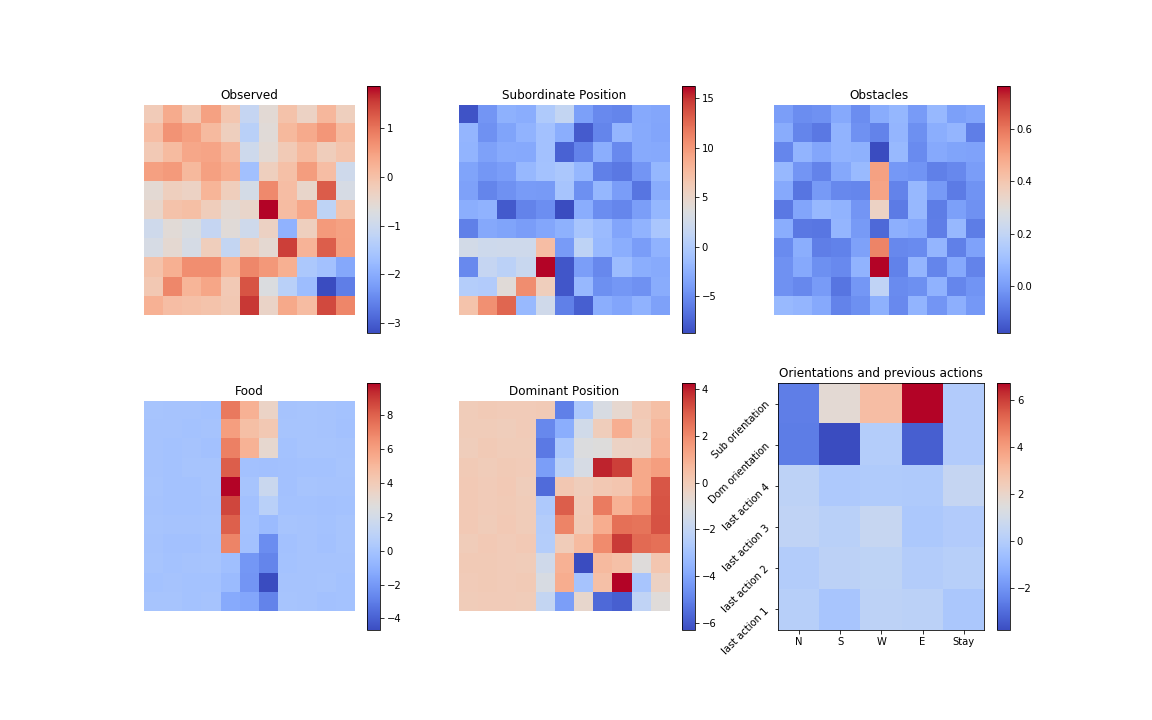 Observed
1
0
−1
−2
−3
Subordinate Position
15
10
5
0
−5
Obstacles
0.6
0.4
0.2
0.0
Food
8
6
4
2
0
−2
−4
Dominant Position
4
2
0
−2
−4
−6
Orientations and previous actions
Sub orientation
Dom orientation
last action 4
last action 3
last action 2
last action 1
N S W E Stay
6
4
2
0
−2